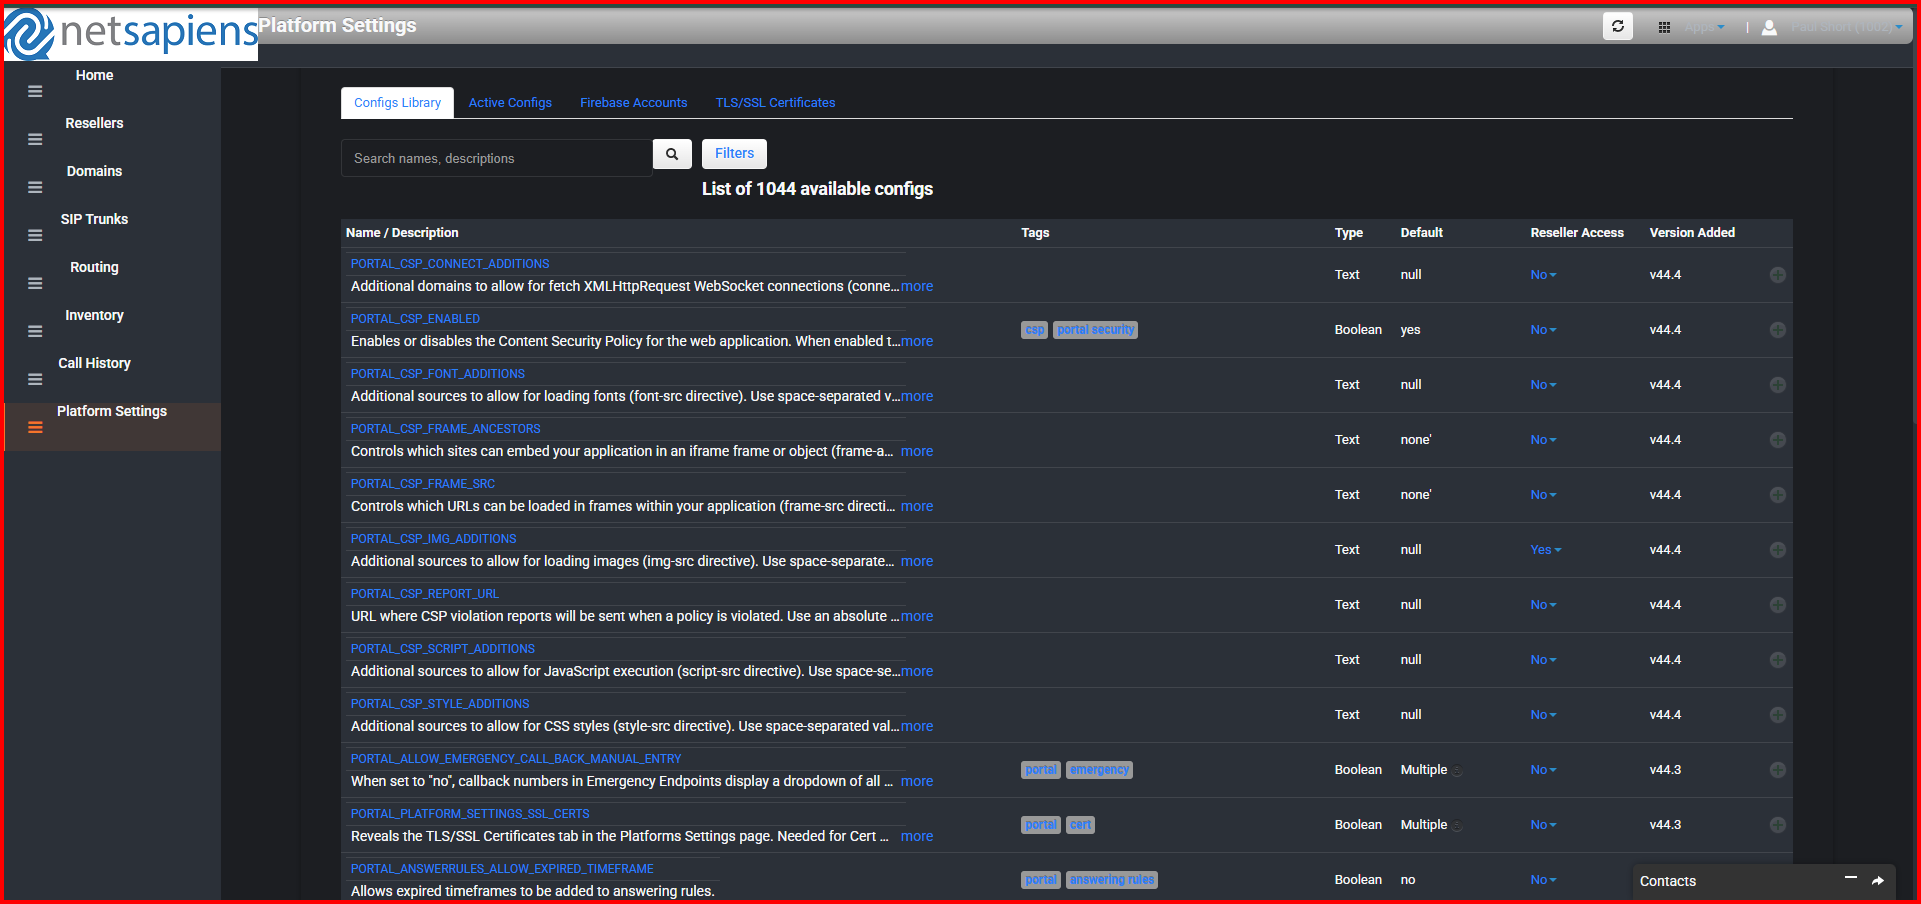 netsapiens
Platform Settings
Apps
Paul Short (1002)
Home
Resellers
Domains
SIP Trunks
Routing
Inventory
Call History
Platform Settings
Configs Library
Active Configs
Firebase Accounts
TLS/SSL Certificates
Search names, descriptions
Filters
List of 1044 available configs
Name / Description Tags Type Default Reseller Access Version Added
PORTAL_CSP_CONNECT_ADDITIONS
Additional domains to allow for fetch XMLHttpRequest WebSocket connections (conne... more
Text null No v44.4
PORTAL_CSP_ENABLED
Enables or disables the Content Security Policy for the web application. When enabled t... more
csp portal security Boolean yes No v44.4
PORTAL_CSP_FONT_ADDITIONS
Additional sources to allow for loading fonts (font-src directive). Use space-separated v... more
Text null No v44.4
PORTAL_CSP_FRAME_ANCESTORS
Controls which sites can embed your application in an iframe frame or object (frame-a... more
Text none' No v44.4
PORTAL_CSP_FRAME_SRC
Controls which URLs can be loaded in frames within your application (frame-src directi... more
Text none' No v44.4
PORTAL_CSP_IMG_ADDITIONS
Additional sources to allow for loading images (img-src directive). Use space-separate... more
Text null Yes v44.4
PORTAL_CSP_REPORT_URL
URL where CSP violation reports will be sent when a policy is violated. Use an absolute ... more
Text null No v44.4
PORTAL_CSP_SCRIPT_ADDITIONS
Additional sources to allow for JavaScript execution (script-src directive). Use space-se... more
Text null No v44.4
PORTAL_CSP_STYLE_ADDITIONS
Additional sources to allow for CSS styles (style-src directive). Use space-separated val... more
Text null No v44.4
PORTAL_ALLOW_EMERGENCY_CALL_BACK_MANUAL_ENTRY
When set to "no", callback numbers in Emergency Endpoints display a dropdown of all ... more
portal emergency Boolean Multiple No v44.3
PORTAL_PLATFORM_SETTINGS_SSL_CERTS
Reveals the TLS/SSL Certificates tab in the Platforms Settings page. Needed for Cert ... more
portal cert Boolean Multiple No v44.3
PORTAL_ANSWERRULES_ALLOW_EXPIRED_TIMEFRAME
Allows expired timeframes to be added to answering rules.
portal answering rules Boolean no No
Contacts